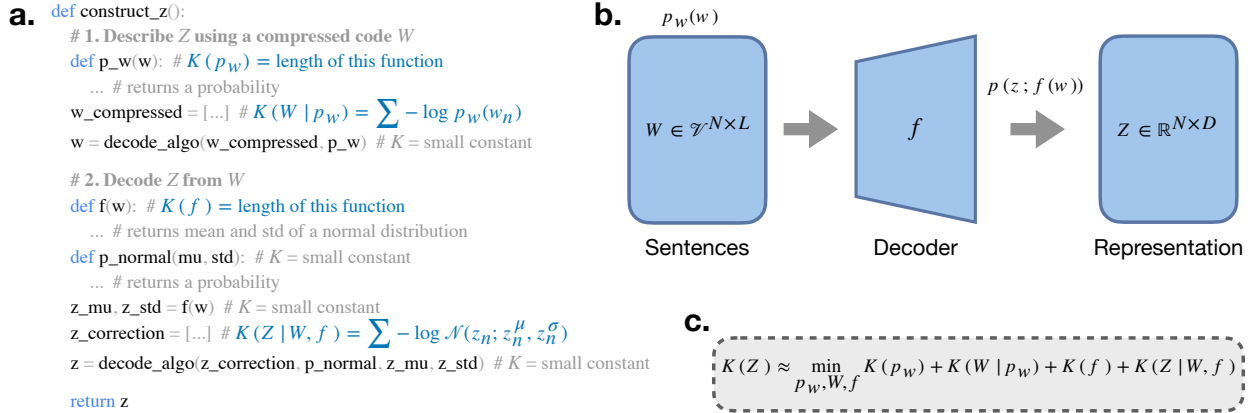 a.
def construct_z():
# 1. Describe Z using a compressed code W
def p_w(w): # K(p_w) = length of this function
... # returns a probability
w_compressed = [...] # K(W | p_w) = ∑ − log p_w(w_n)
w = decode_algo(w_compressed, p_w) # K = small constant
# 2. Decode Z from W
def f(w): # K(f) = length of this function
... # returns mean and std of a normal distribution
def p_normal(mu, std): # K = small constant
... # returns a probability
z_mu, z_std = f(w) # K = small constant
z_correction = [...] # K(Z | W, f) = ∑ − log 𝒩(z_n; z_n^μ, z_n^σ)
z = decode_algo(z_correction, p_normal, z_mu, z_std) # K = small constant
return z
b.
p_w(w)
W ∈ 𝒱^{N×L}
Sentences
f
Decoder
p(z; f(w))
Z ∈ ℝ^{N×D}
Representation
c.
K(Z) ≈ min_{p_w,W,f} K(p_w) + K(W | p_w) + K(f) + K(Z | W, f)